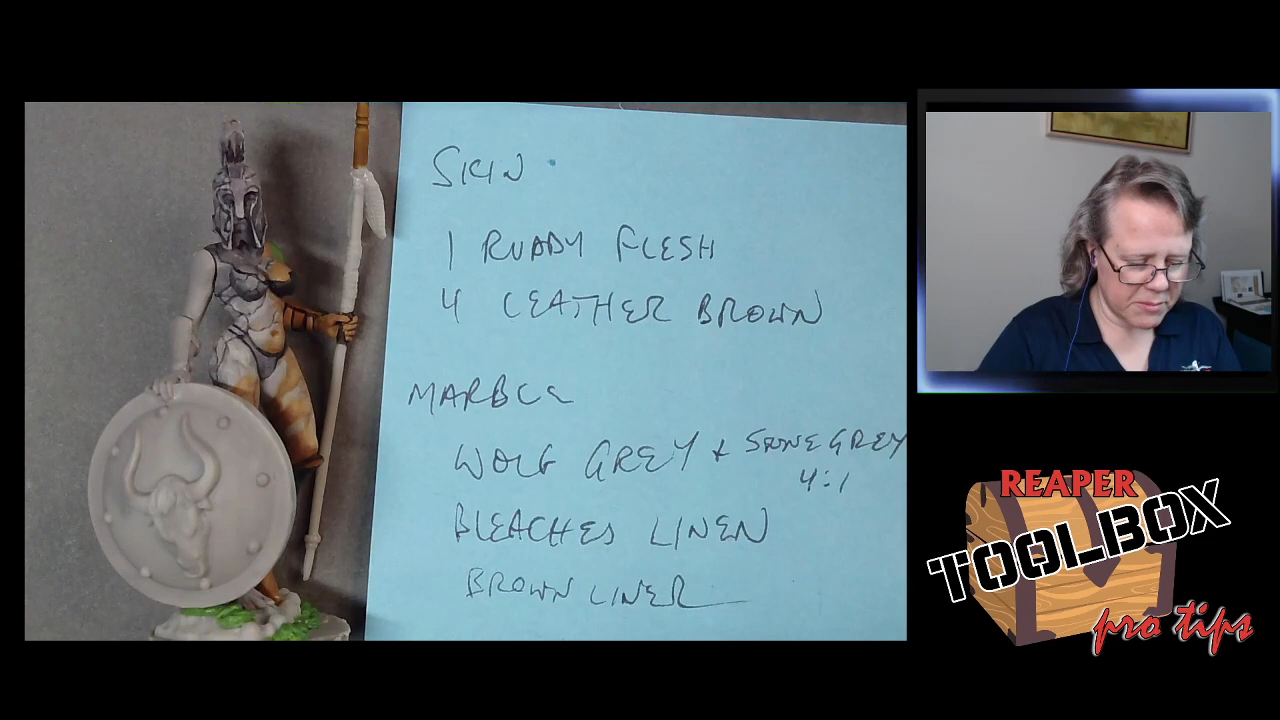 SKIN
1 RUDDY FLESH
4 LEATHER BROWN
MARBLE
WOLF GREY + STONE GREY
4:1
BLEACHED LINEN
BROWN LINER
REAPER
TOOLBOX
pro tips